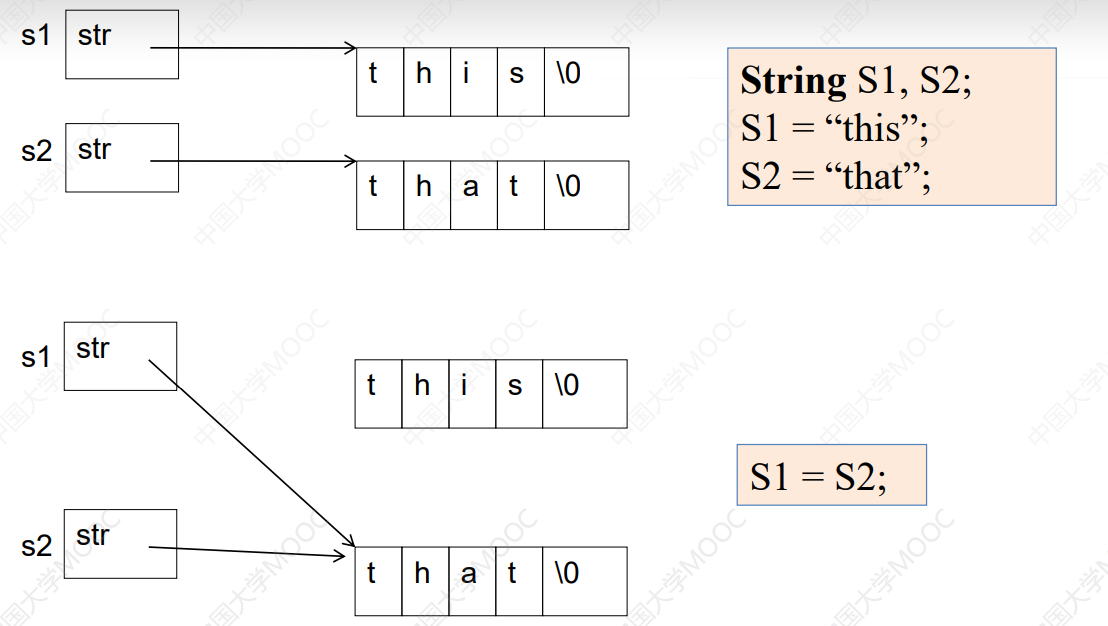 s1 str
t h i s \0
s2 str
t h a t \0
String S1, S2;
S1 = “this”;
S2 = “that”;
s1 str
t h i s \0
S1 = S2;
s2 str
t h a t \0
中国大学MOOC